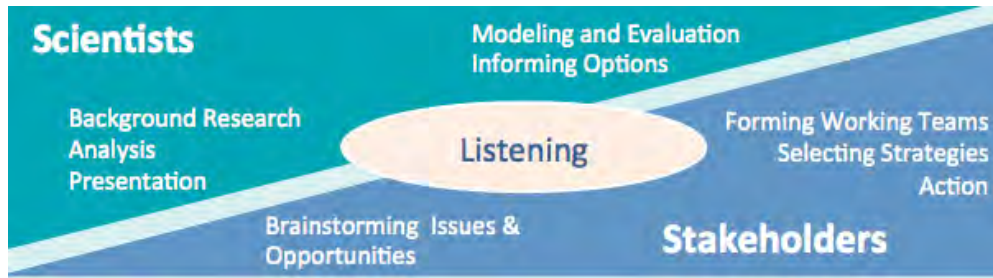 Scientists
Modeling and Evaluation
Informing Options
Background Research
Analysis
Presentation
Listening
Forming Working Teams
Selecting Strategies
Action
Brainstorming Issues &
Opportunities
Stakeholders